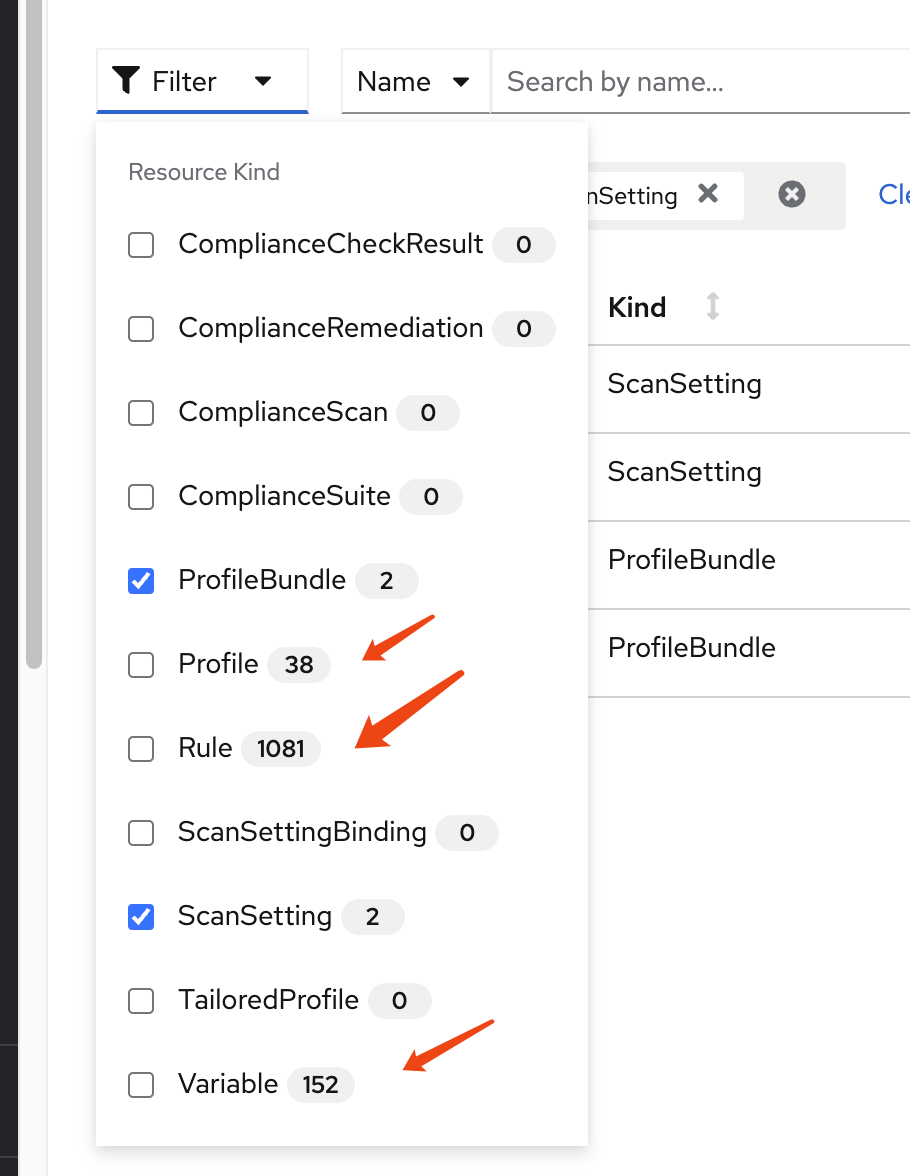 Filter
Name
Search by name...
Resource Kind
nSetting
ComplianceCheckResult 0
Kind
ComplianceRemediation 0
ScanSetting
ComplianceScan 0
ScanSetting
ComplianceSuite 0
ProfileBundle
ProfileBundle 2
ProfileBundle
Profile 38
Rule 1081
ScanSettingBinding 0
ScanSetting 2
TailoredProfile 0
Variable 152